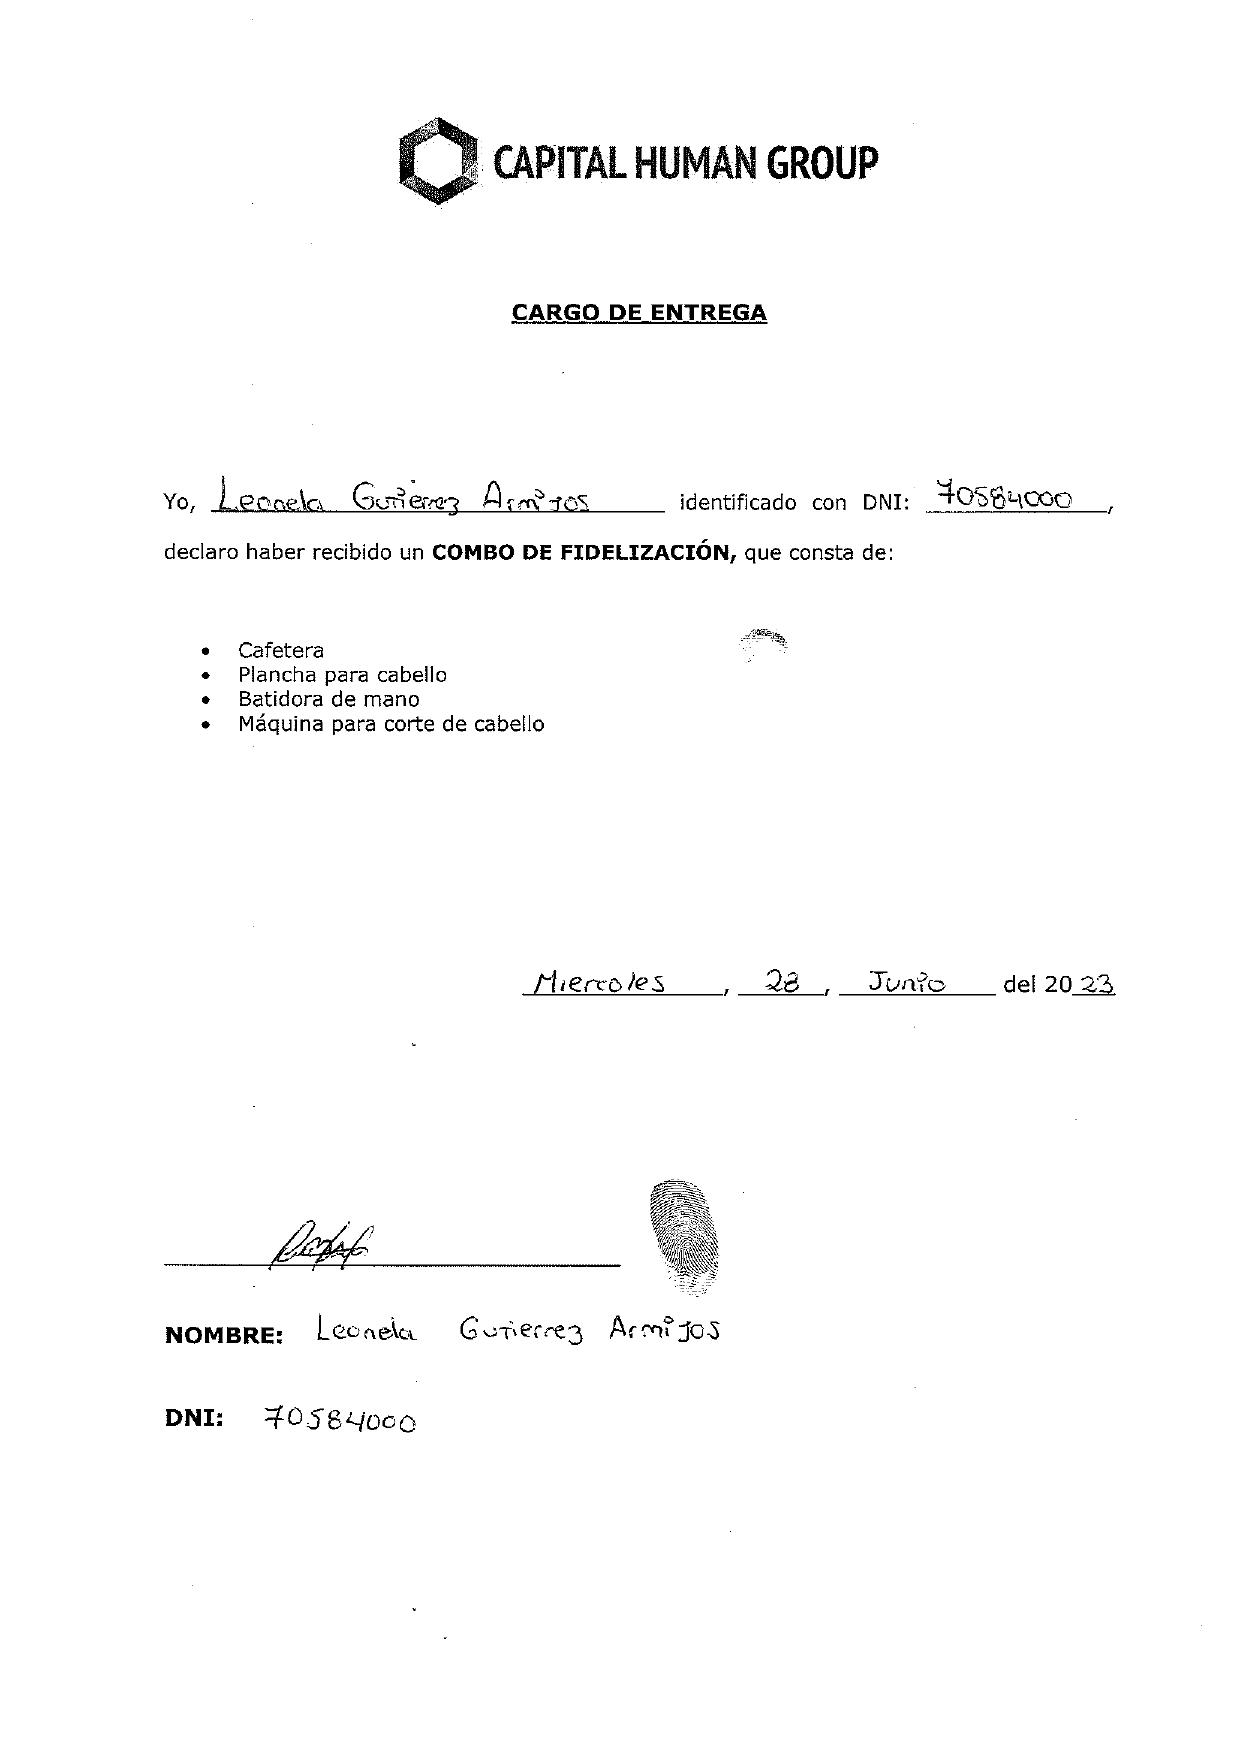 CAPITAL HUMAN GROUP
CARGO DE ENTREGA
Yo, Leonela Gutierrez Armijos identificado con DNI: 70584000,
declaro haber recibido un COMBO DE FIDELIZACIÓN, que consta de:
• Cafetera
• Plancha para cabello
• Batidora de mano
• Máquina para corte de cabello
Miercoles, 28, Junio del 2023
NOMBRE: Leonela Gutierrez Armijos
DNI: 70584000